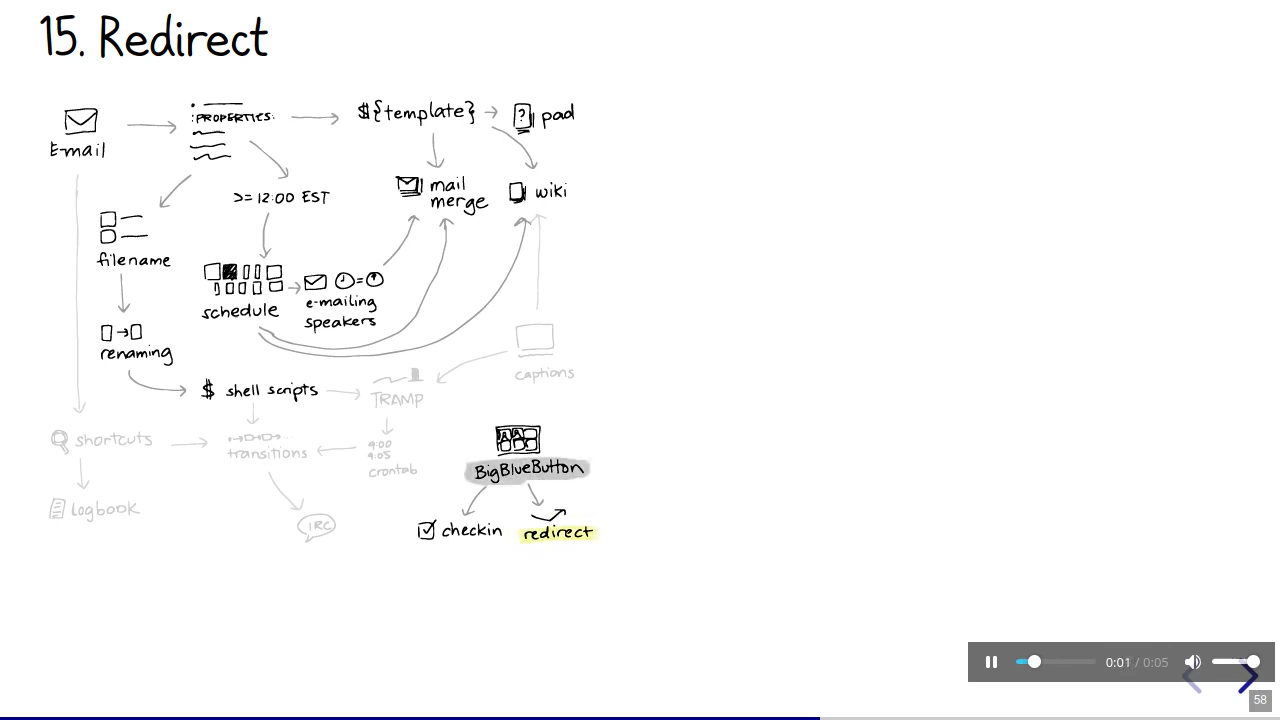 15. Redirect
E-mail
:PROPERTIES:
${template}
? pad
>= 12:00 EST
mail
merge
wiki
filename
schedule
=
e-mailing
speakers
renaming
captions
$ shell scripts
TRAMP
shortcuts
transitions
9:00
9:05
crontab
BigBlueButton
Logbook
IRC
checkin
redirect
0:01 / 0:05
58